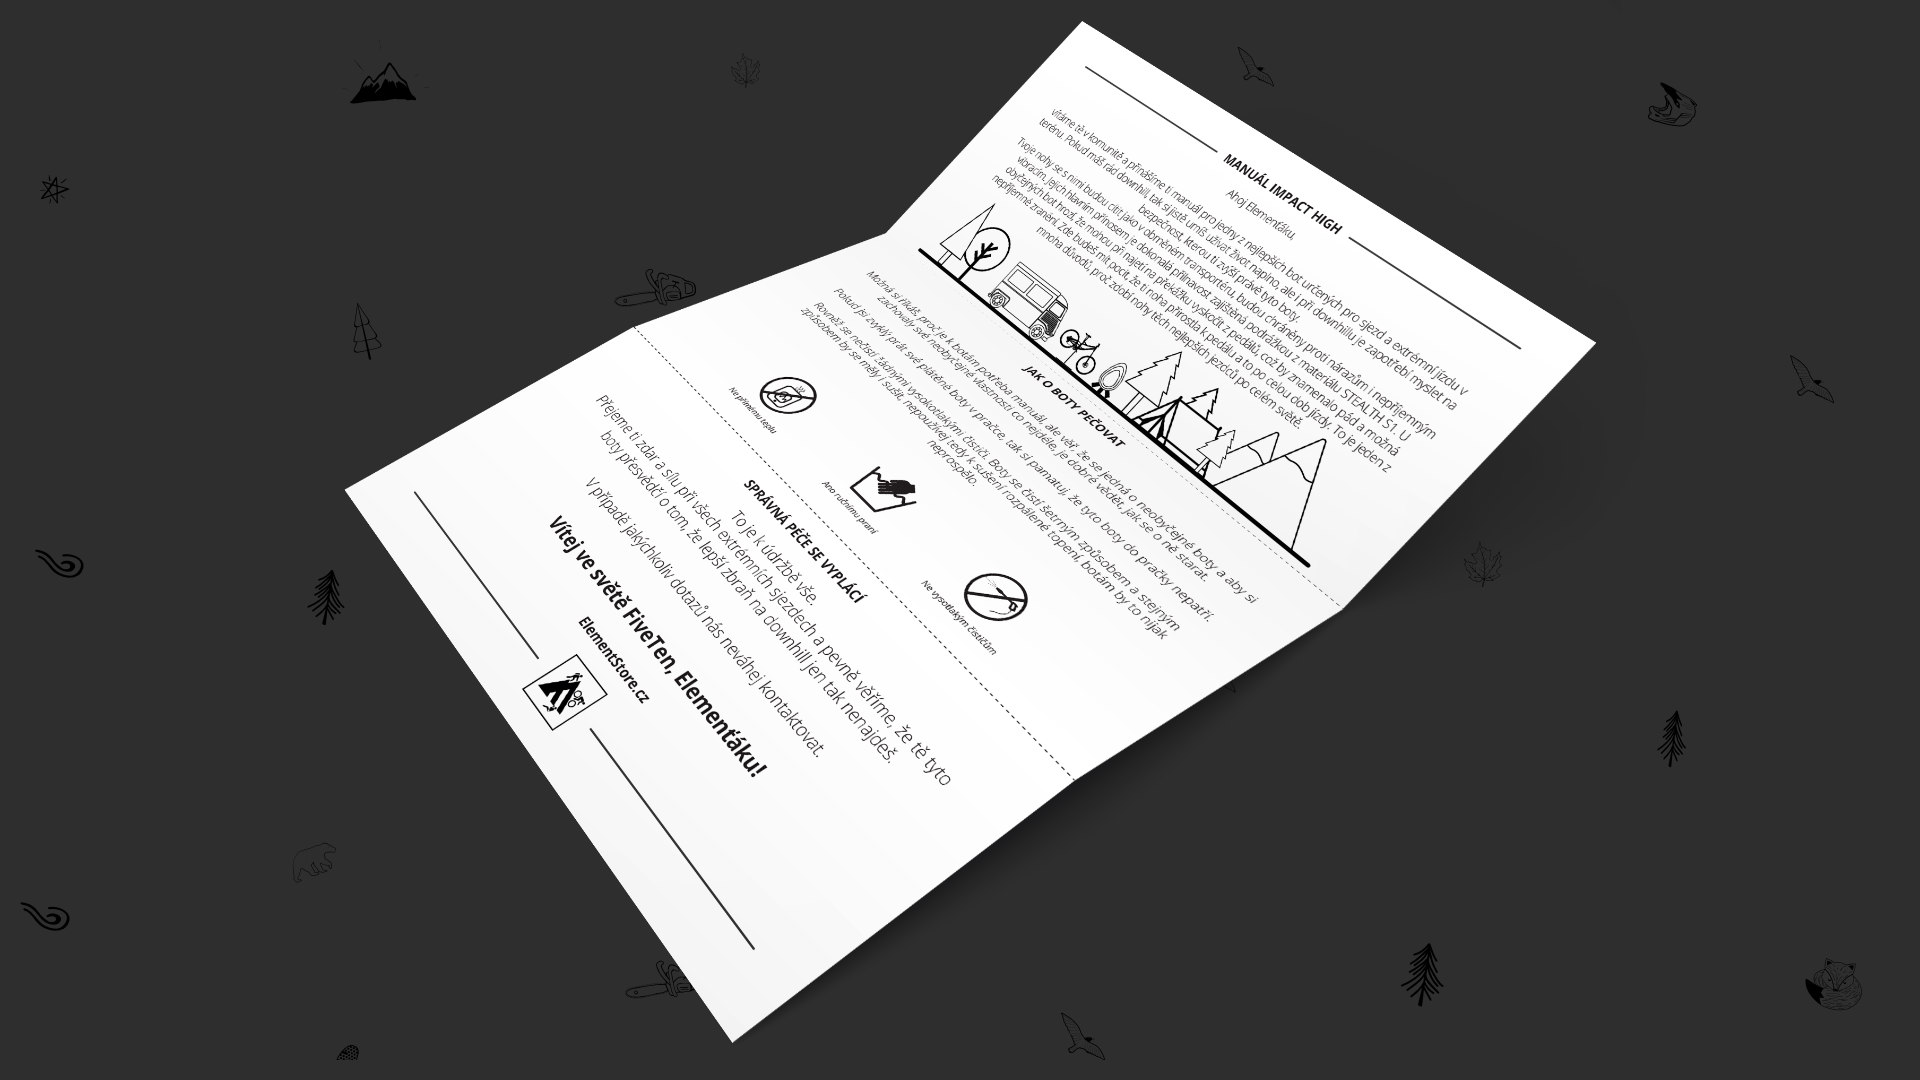 MANUÁL IMPACT HIGH
Ahoj Elemenťáku,
vítáme tě v komunitě a přinášíme ti manuál pro jedny z nejlepších bot určených pro sjezd a extrémní jízdu v
terénu. Pokud máš rád downhill, tak si jistě umíš užívat život naplno, ale i při downhillu je zapotřebí myslet na
bezpečnost, kterou ti zvýší právě tyto boty.
Tvoje nohy se s nimi budou cítit jako v obrněném transportéru, budou chráněny proti nárazům i nepříjemným
vibracím. Jejich hlavním přínosem je dokonalá přilnavost zajištěná podrážkou z materiálu STEALTH S1. U
obyčejných bot hrozí, že mohou při najetí na překážku vyskočit z pedálů, což by znamenalo pád a možná
nepříjemné zranění. Zde budeš mít pocit, že ti noha přirostla k pedálu a to po celou dob jízdy. To je jeden z
mnoha důvodů, proč zdobí nohy těch nejlepších jezdců po celém světě.
JAK O BOTY PEČOVAT
Možná si říkáš, proč je k botám potřeba manuál, ale věř, že se jedná o neobyčejné boty a aby si
zachovaly své neobyčejné vlastnosti co nejdéle, je dobré vědět, jak se o ně starat.
Pokud jsi zvyklý prát své plátěné boty v pračce, tak si pamatuj, že tyto boty do pračky nepatří.
Rovněž se nečistí žádnými vysokotlakými čističi. Boty se čistí šetrným způsobem a stejným
způsobem by se měly i sušit, nepoužívej tedy k sušení rozpálené topení, botám by to nijak
neprospělo.
Ne přímému teplu
Ano ručnímu praní
Ne vysotlakým čističům
SPRÁVNÁ PÉČE SE VYPLÁCÍ
To je k údržbě vše.
Přejeme ti zdar a sílu při všech extrémních sjezdech a pevně věříme, že tě tyto
boty přesvědčí o tom, že lepší zbraň na downhill jen tak nenajdeš.
V případě jakýchkoliv dotazů nás neváhej kontaktovat.
Vítej ve světě FiveTen, Elemenťáku!
ElementStore.cz